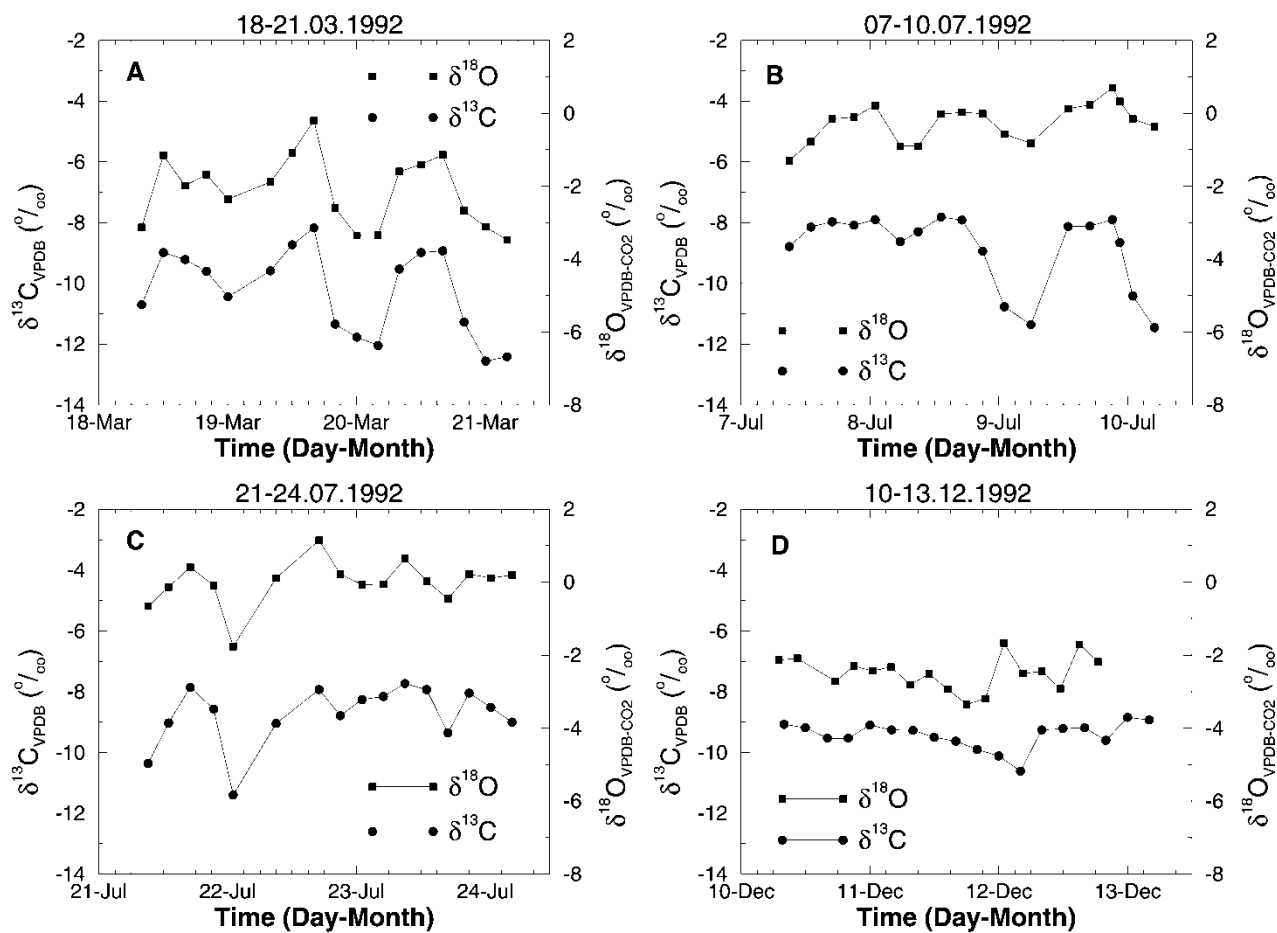 18-21.03.1992
A
δ18O
δ13C
-2
-4
-6
-8
-10
-12
-14
2
0
-2
-4
-6
-8
δ13CVPDB (o/oo)
δ18OVPDB-CO2 (o/oo)
18-Mar 19-Mar 20-Mar 21-Mar
Time (Day-Month)
07-10.07.1992
B
-2
-4
-6
-8
-10
-12
-14
2
0
-2
-4
-6
-8
δ13CVPDB (o/oo)
δ18OVPDB-CO2 (o/oo)
δ18O
δ13C
7-Jul 8-Jul 9-Jul 10-Jul
Time (Day-Month)
21-24.07.1992
C
-2
-4
-6
-8
-10
-12
-14
2
0
-2
-4
-6
-8
δ13CVPDB (o/oo)
δ18OVPDB-CO2 (o/oo)
δ18O
δ13C
21-Jul 22-Jul 23-Jul 24-Jul
Time (Day-Month)
10-13.12.1992
D
-2
-4
-6
-8
-10
-12
-14
2
0
-2
-4
-6
-8
δ13CVPDB (o/oo)
δ18OVPDB-CO2 (o/oo)
δ18O
δ13C
10-Dec 11-Dec 12-Dec 13-Dec
Time (Day-Month)